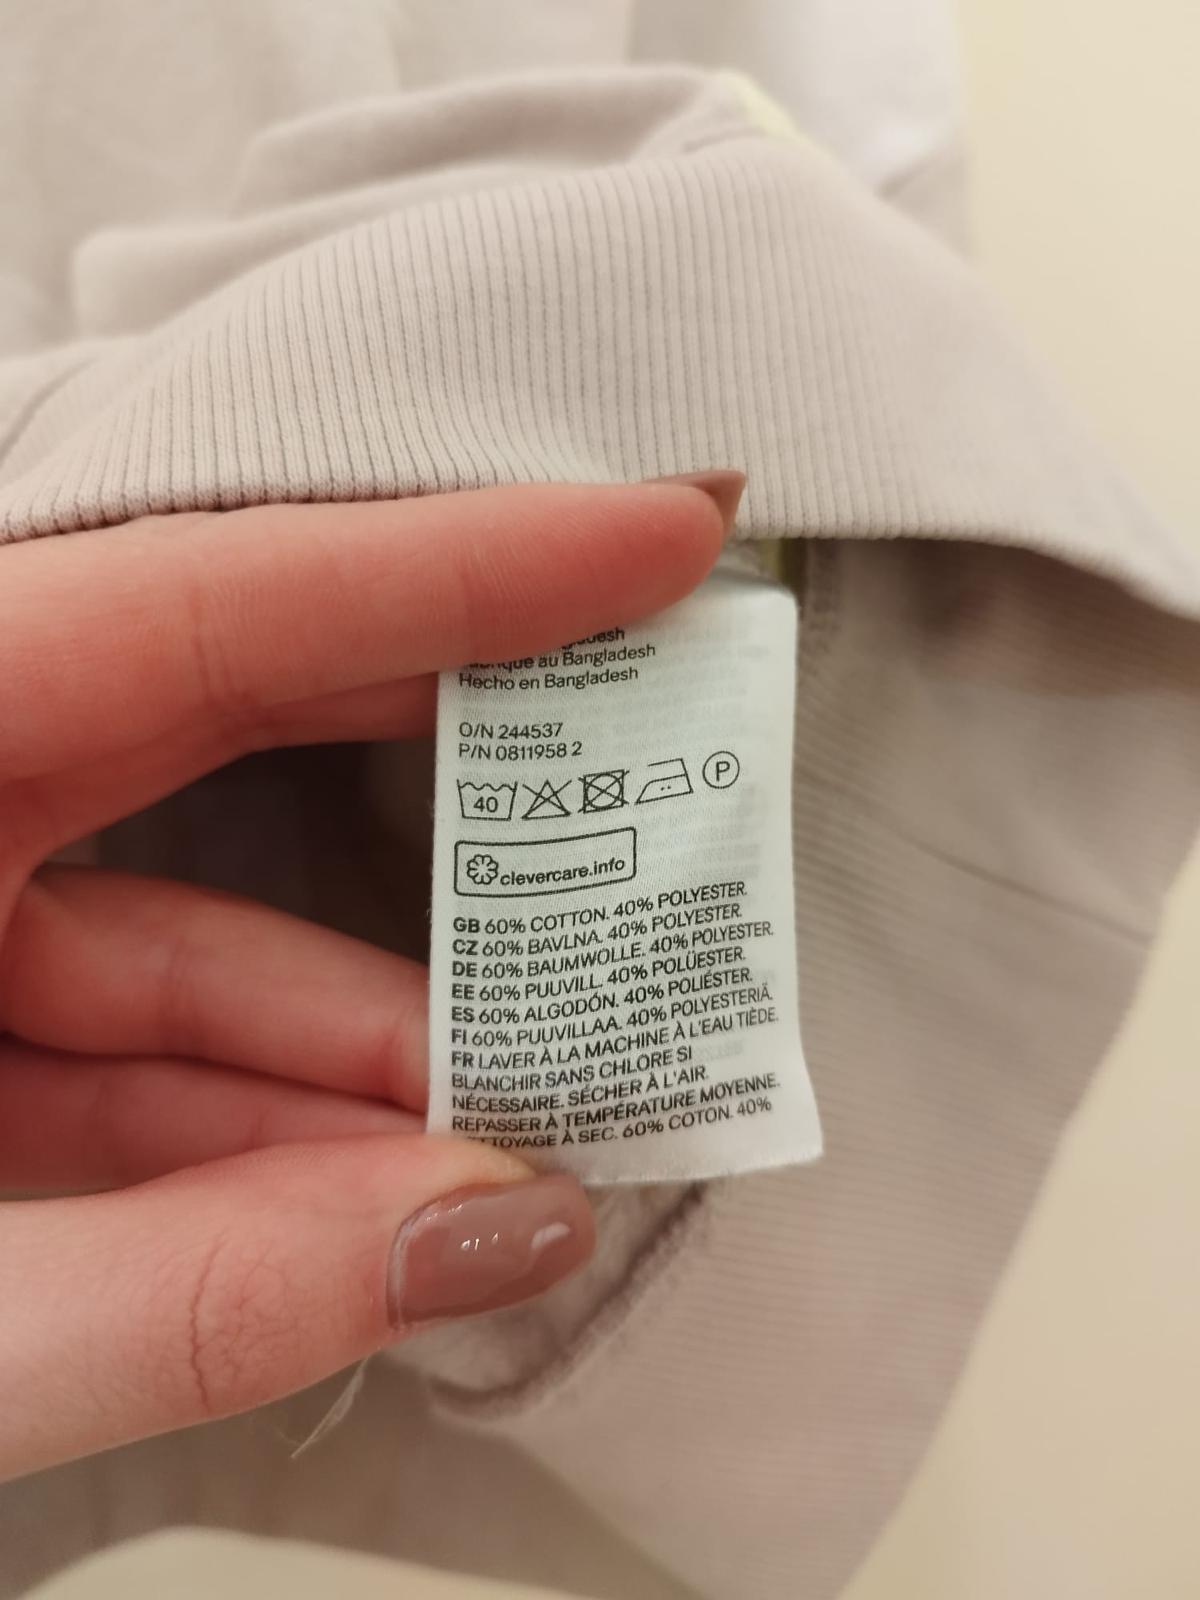 au Bangladesh
Hecho en Bangladesh
O/N 244537
P/N 0811958 2
40 P
clevercare.info
GB 60% COTTON. 40% POLYESTER.
CZ 60% BAVLNA. 40% POLYESTER.
DE 60% BAUMWOLLE. 40% POLYESTER.
EE 60% PUUVILL. 40% POLÜESTER.
ES 60% ALGODÓN. 40% POLIÉSTER.
FI 60% PUUVILLAA. 40% POLYESTERIÄ.
FR LAVER À LA MACHINE À L'EAU TIÈDE.
BLANCHIR SANS CHLORE SI
NÉCESSAIRE. SÉCHER À L'AIR.
REPASSER À TEMPÉRATURE MOYENNE.
À SEC. 60% COTON. 40%